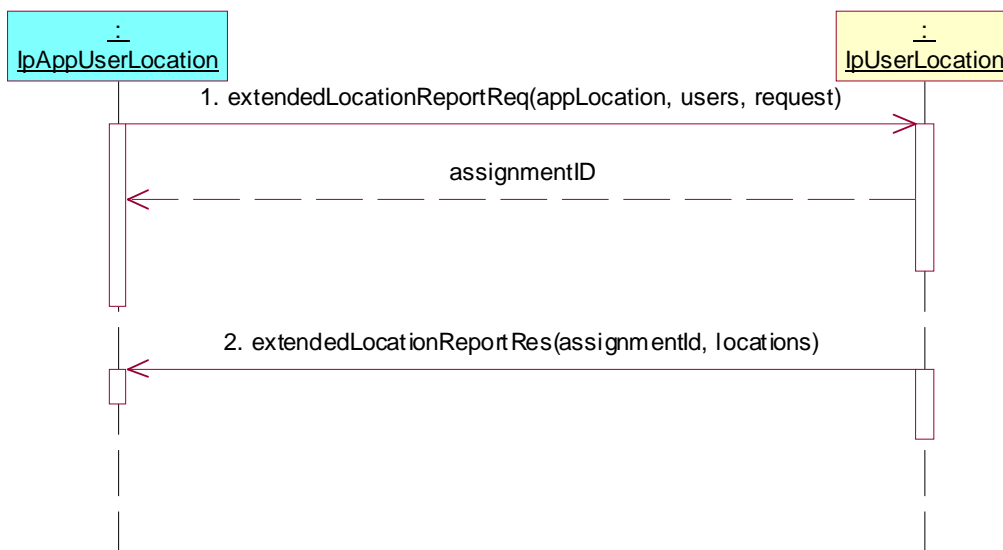 :
IpAppUserLocation
:
IpUserLocation
1. extendedLocationReportReq(appLocation, users, request)
assignmentID
2. extendedLocationReportRes(assignmentId, locations)